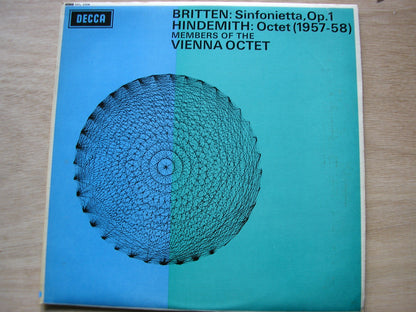 DECCA
BRITTEN: Sinfonietta, Op.1
HINDEMITH: Octet (1957-58)
MEMBERS OF THE
VIENNA OCTET